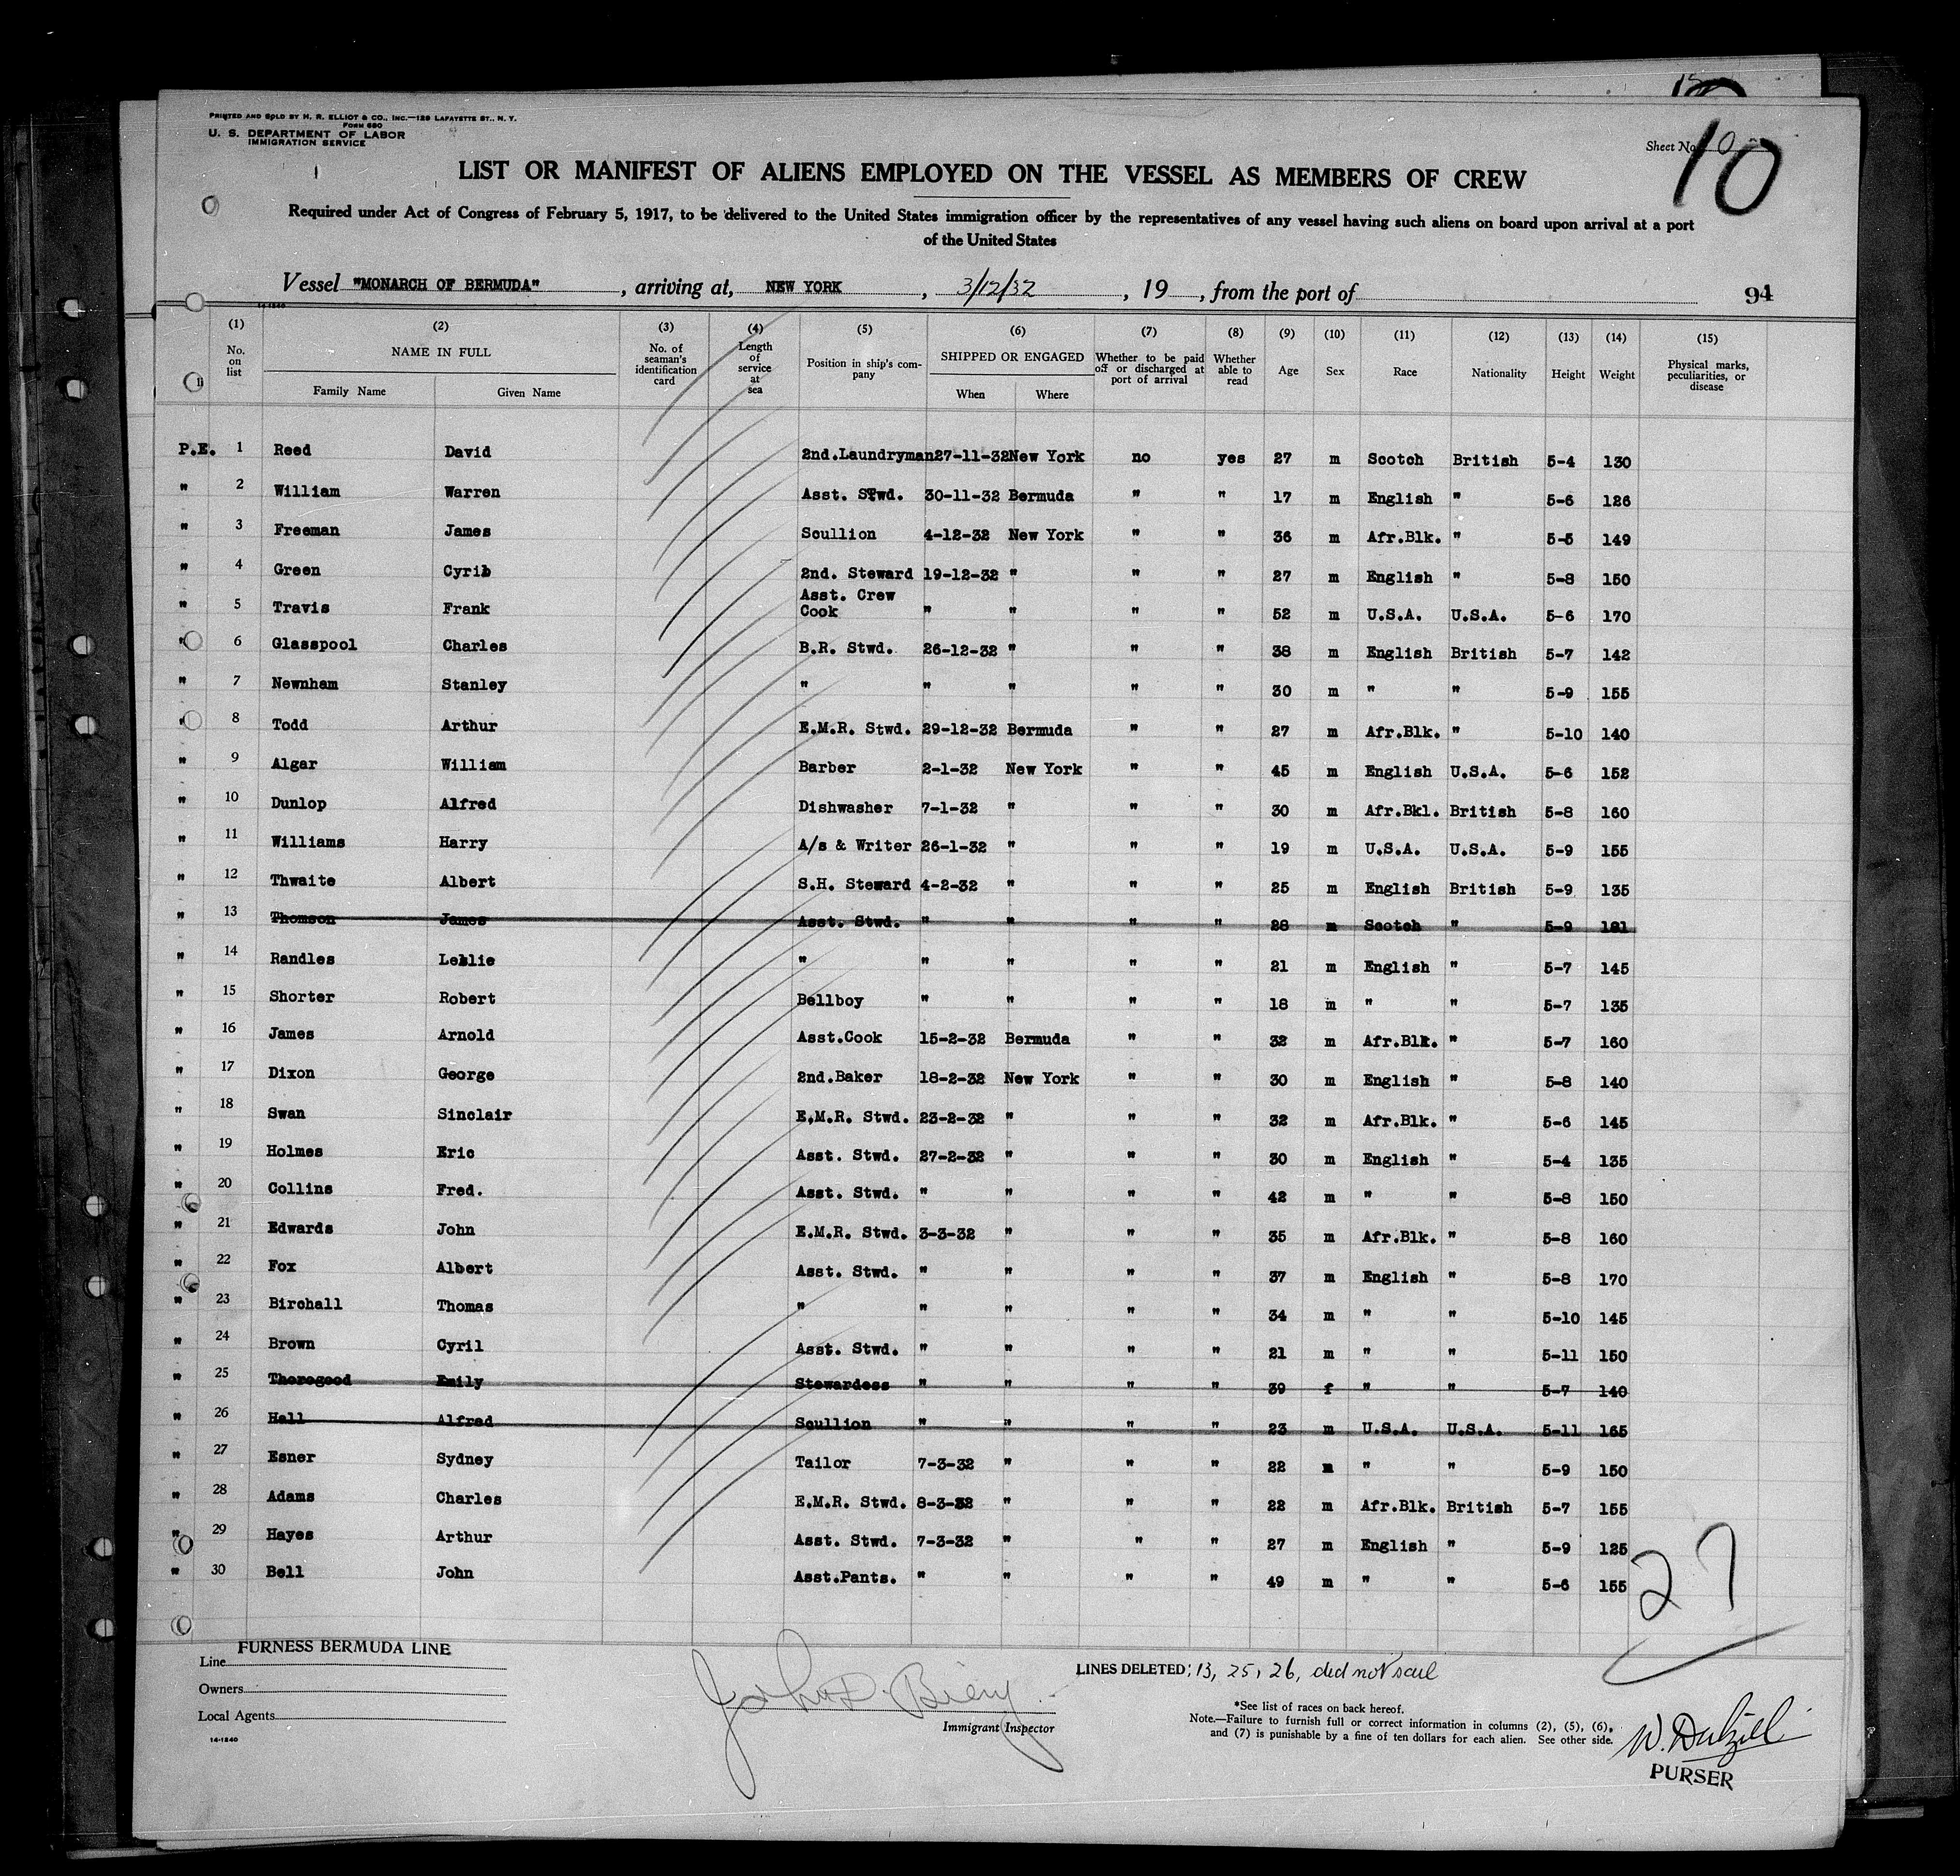 PRINTED AND SOLD BY H. R. ELLIOT & CO., INC.—129 LAFAYETTE ST., N. Y.
FORM 680
U. S. DEPARTMENT OF LABOR
IMMIGRATION SERVICE
Sheet No. 10
10
LIST OR MANIFEST OF ALIENS EMPLOYED ON THE VESSEL AS MEMBERS OF CREW
Required under Act of Congress of February 5, 1917, to be delivered to the United States immigration officer by the representatives of any vessel having such aliens on board upon arrival at a port
of the United States
Vessel "MONARCH OF BERMUDA", arriving at, NEW YORK, 3/12/32, 19 , from the port of 94
14-1240
(1) (2) (3) (4) (5) (6) (7) (8) (9) (10) (11) (12) (13) (14) (15)
No. on list NAME IN FULL Family Name Given Name No. of seaman's identification card Length of service at sea Position in ship's company SHIPPED OR ENGAGED When Where Whether to be paid off or discharged at port of arrival Whether able to read Age Sex Race Nationality Height Weight Physical marks, peculiarities, or disease
P.E. 1 Reed David 2nd.Laundryman 27-11-32 New York no yes 27 m Scotch British 5-4 130
" 2 William Warren Asst. STwd. 30-11-32 Bermuda " " 17 m English " 5-6 126
" 3 Freeman James Scullion 4-12-32 New York " " 36 m Afr.Blk. " 5-5 149
" 4 Green Cyril 2nd. Steward 19-12-32 " " " 27 m English " 5-8 150
" 5 Travis Frank Asst. Crew Cook " " " " 52 m U.S.A. U.S.A. 5-6 170
" 6 Glasspool Charles B.R. Stwd. 26-12-32 " " " 38 m English British 5-7 142
" 7 Newnham Stanley " " " " " 30 m " " 5-9 155
" 8 Todd Arthur E.M.R. Stwd. 29-12-32 Bermuda " " 27 m Afr.Blk. " 5-10 140
" 9 Algar William Barber 2-1-32 New York " " 45 m English U.S.A. 5-6 152
" 10 Dunlop Alfred Dishwasher 7-1-32 " " " 30 m Afr.Bkl. British 5-8 160
" 11 Williams Harry A/s & Writer 26-1-32 " " " 19 m U.S.A. U.S.A. 5-9 155
" 12 Thwaite Albert S.H. Steward 4-2-32 " " " 25 m English British 5-9 135
" 13 Thomson James Asst. Stwd. " " " " 28 m Scotch " 5-9 181
" 14 Randles Leslie " " " " " 21 m English " 5-7 145
" 15 Shorter Robert Bellboy " " " " 18 m " " 5-7 135
" 16 James Arnold Asst.Cook 15-2-32 Bermuda " " 32 m Afr.Blk. " 5-7 160
" 17 Dixon George 2nd.Baker 18-2-32 New York " " 30 m English " 5-8 140
" 18 Swan Sinclair E.M.R. Stwd. 23-2-32 " " " 32 m Afr.Blk. " 5-6 145
" 19 Holmes Eric Asst. Stwd. 27-2-32 " " " 30 m English " 5-4 135
" 20 Collins Fred. Asst. Stwd. " " " " 42 m " " 5-8 150
" 21 Edwards John E.M.R. Stwd. 3-3-32 " " " 35 m Afr.Blk. " 5-8 160
" 22 Fox Albert Asst. Stwd. " " " " 37 m English " 5-8 170
" 23 Birchall Thomas " " " " " 34 m " " 5-10 145
" 24 Brown Cyril Asst. Stwd. " " " " 21 m " " 5-11 150
" 25 Thorogood Emily Stewardess " " " " 39 f " " 5-7 140
" 26 Hall Alfred Scullion " " " " 23 m U.S.A. U.S.A. 5-11 165
" 27 Esner Sydney Tailor 7-3-32 " " " 22 m " " 5-9 150
" 28 Adams Charles E.M.R. Stwd. 8-3-32 " " " 22 m Afr.Blk. British 5-7 155
" 29 Hayes Arthur Asst. Stwd. 7-3-32 " " " 27 m English " 5-9 125
" 30 Bell John Asst.Pants. " " " " 49 m " " 5-6 155
27
Line FURNESS BERMUDA LINE
Owners
Local Agents
14-1240
John D. Bieny
Immigrant Inspector
LINES DELETED: 13, 25, 26, did not sail
*See list of races on back hereof.
Note.—Failure to furnish full or correct information in columns (2), (5), (6),
and (7) is punishable by a fine of ten dollars for each alien. See other side.
W. Dalziel
PURSER